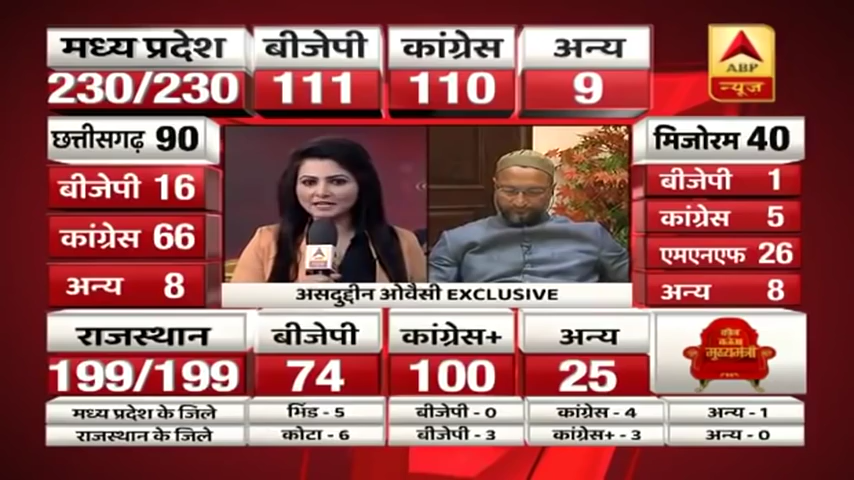 मध्य प्रदेश बीजेपी कांग्रेस अन्य
230/230 111 110 9
ABP
न्यूज़
छत्तीसगढ़ 90
बीजेपी 16
कांग्रेस 66
अन्य 8
मिजोरम 40
बीजेपी 1
कांग्रेस 5
एमएनएफ 26
अन्य 8
असदुद्दीन ओवैसी EXCLUSIVE
राजस्थान बीजेपी कांग्रेस+ अन्य
199/199 74 100 25
कौन बनेगा
मुख्यमंत्री
मध्य प्रदेश के जिले भिंड - 5 बीजेपी - 0 कांग्रेस - 4 अन्य - 1
राजस्थान के जिले कोटा - 6 बीजेपी - 3 कांग्रेस+ - 3 अन्य - 0